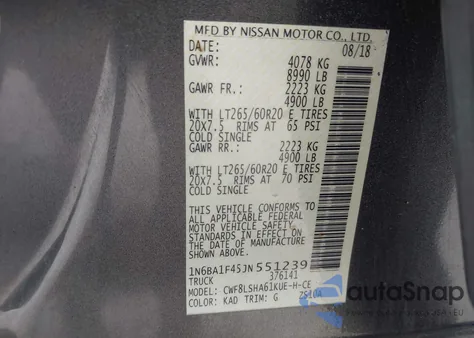 MFD BY NISSAN MOTOR CO., LTD.
DATE: 08/18
GVWR: 4078 KG
8990 LB
GAWR FR.: 2223 KG
4900 LB
WITH LT265/60R20 E TIRES
20X7.5 RIMS AT 65 PSI
COLD SINGLE
GAWR RR.: 2223 KG
4900 LB
WITH LT265/60R20 E TIRES
20X7.5 RIMS AT 70 PSI
COLD SINGLE
THIS VEHICLE CONFORMS TO
ALL APPLICABLE FEDERAL
MOTOR VEHICLE SAFETY
STANDARDS IN EFFECT ON
THE DATE OF MANUFACTURE
SHOWN ABOVE
1N6BA1F45JN551239
TRUCK 376141
MODEL: CWF8LSHA61KUE-H-CE
COLOR: KAD TRIM: G 2S10A
autoSnap